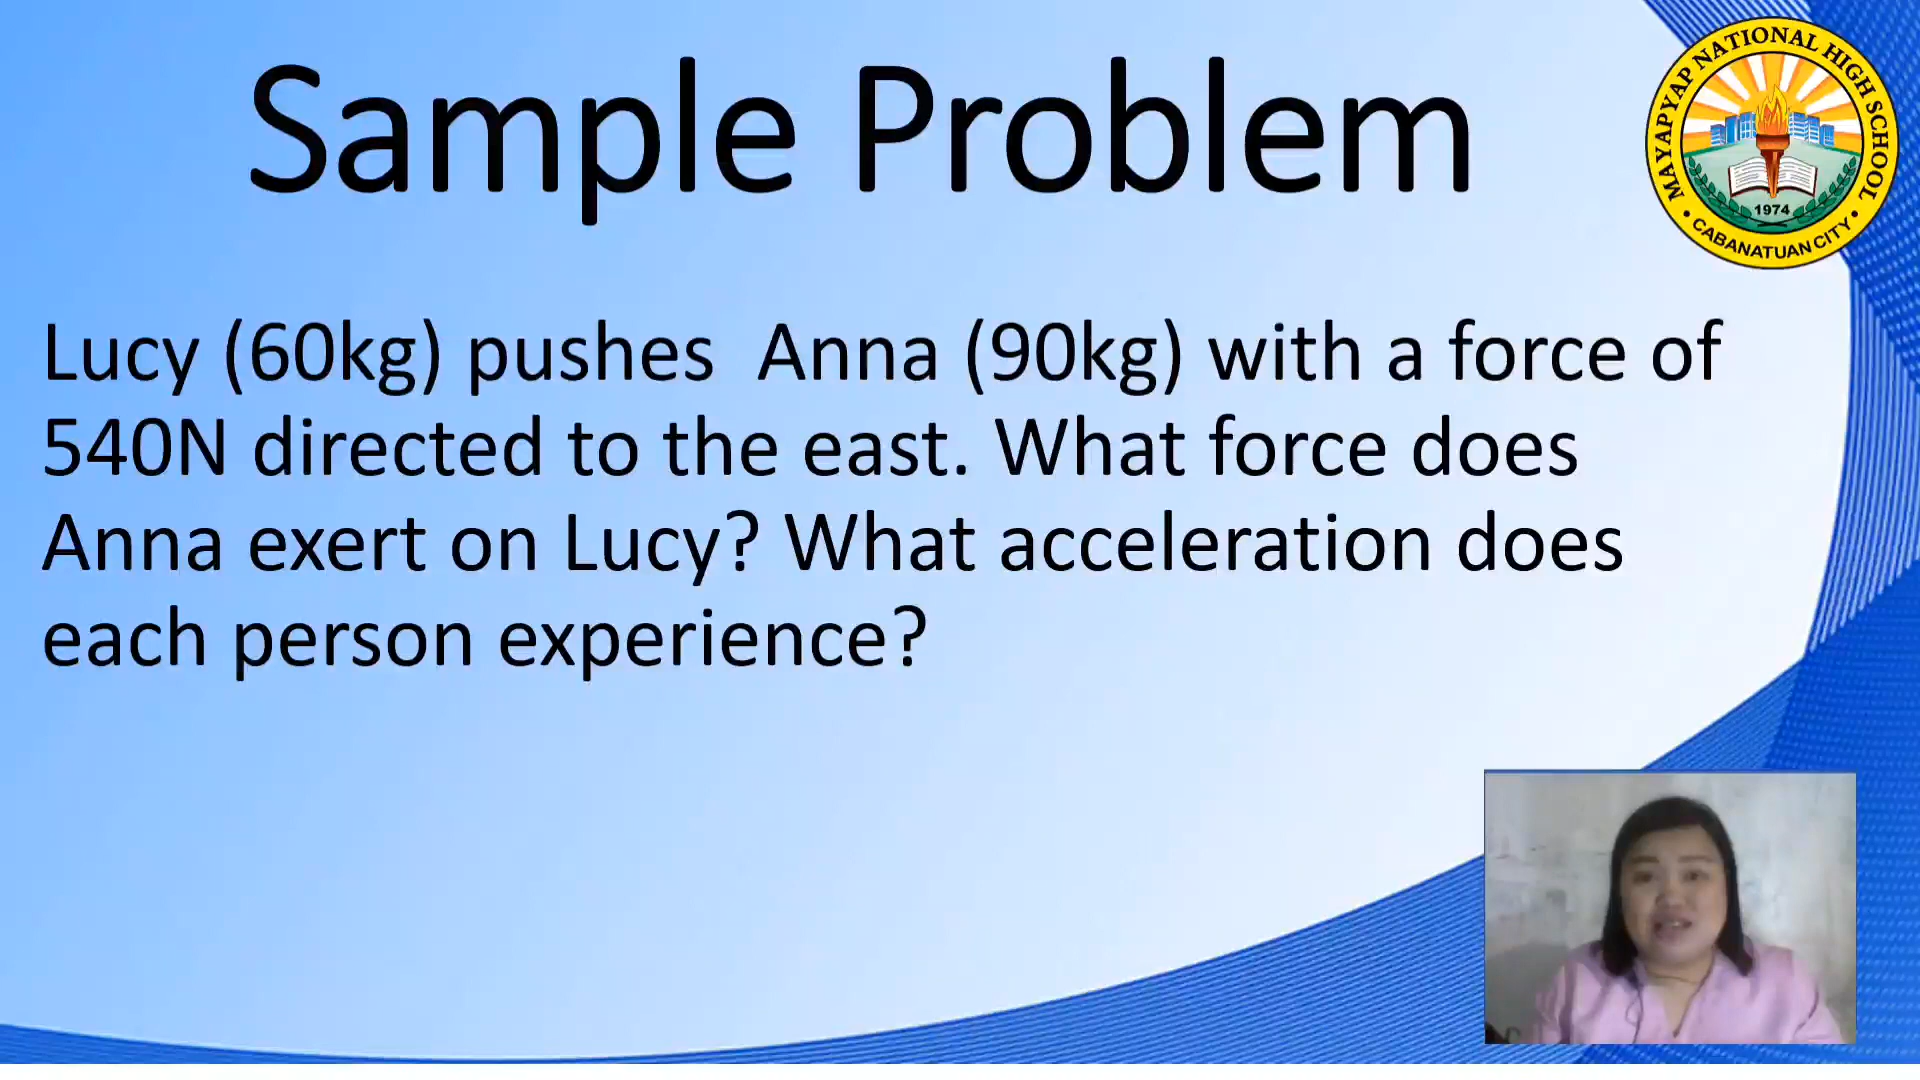 Sample Problem
MAYAPYAP NATIONAL HIGH SCHOOL
1974
• CABANATUAN CITY •
Lucy (60kg) pushes  Anna (90kg) with a force of
540N directed to the east. What force does
Anna exert on Lucy? What acceleration does
each person experience?